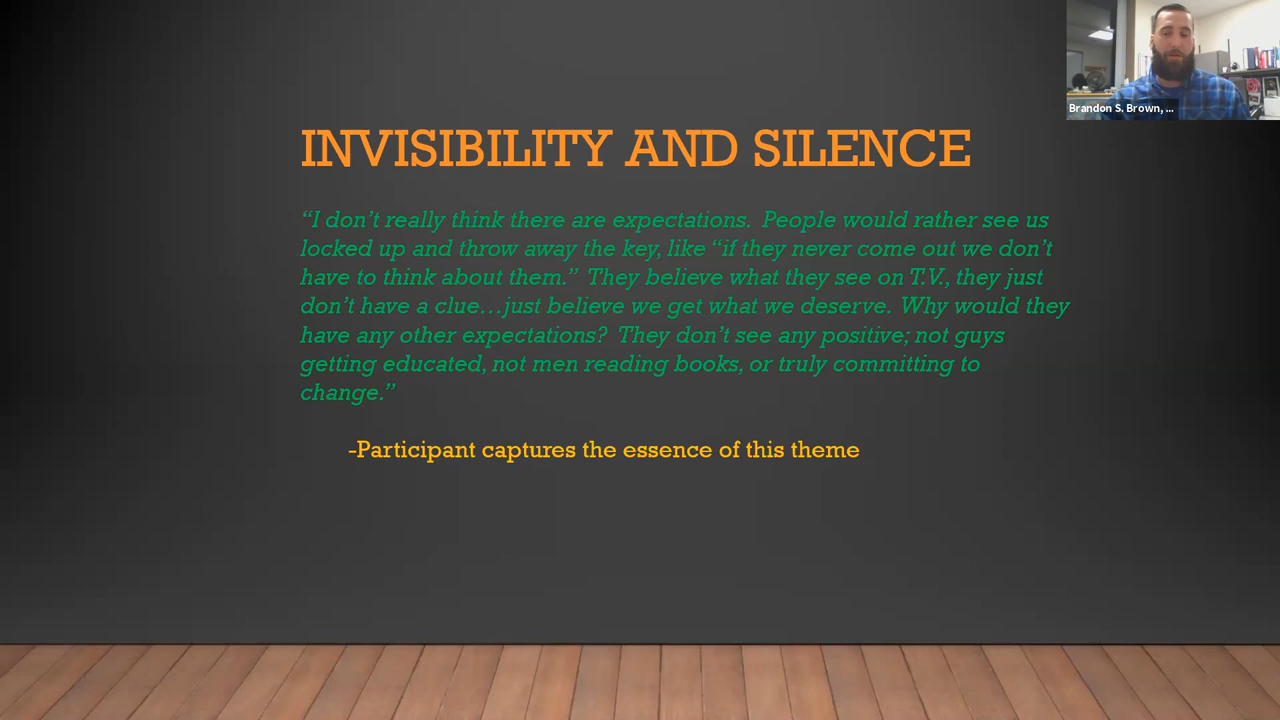 Brandon S. Brown, ...
INVISIBILITY AND SILENCE
“I don’t really think there are expectations.  People would rather see us
locked up and throw away the key, like “if they never come out we don’t
have to think about them.”  They believe what they see on T.V., they just
don’t have a clue…just believe we get what we deserve.  Why would they
have any other expectations?  They don’t see any positive; not guys
getting educated, not men reading books, or truly committing to
change.”
-Participant captures the essence of this theme